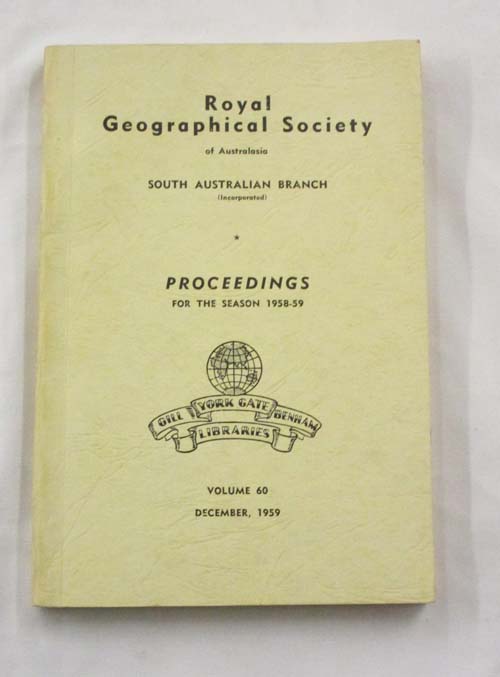 Royal
Geographical Society
of Australasia
SOUTH AUSTRALIAN BRANCH
(Incorporated)
*
PROCEEDINGS
FOR THE SEASON 1958-59
GILL YORK GATE BENHAM
LIBRARIES
VOLUME 60
DECEMBER, 1959